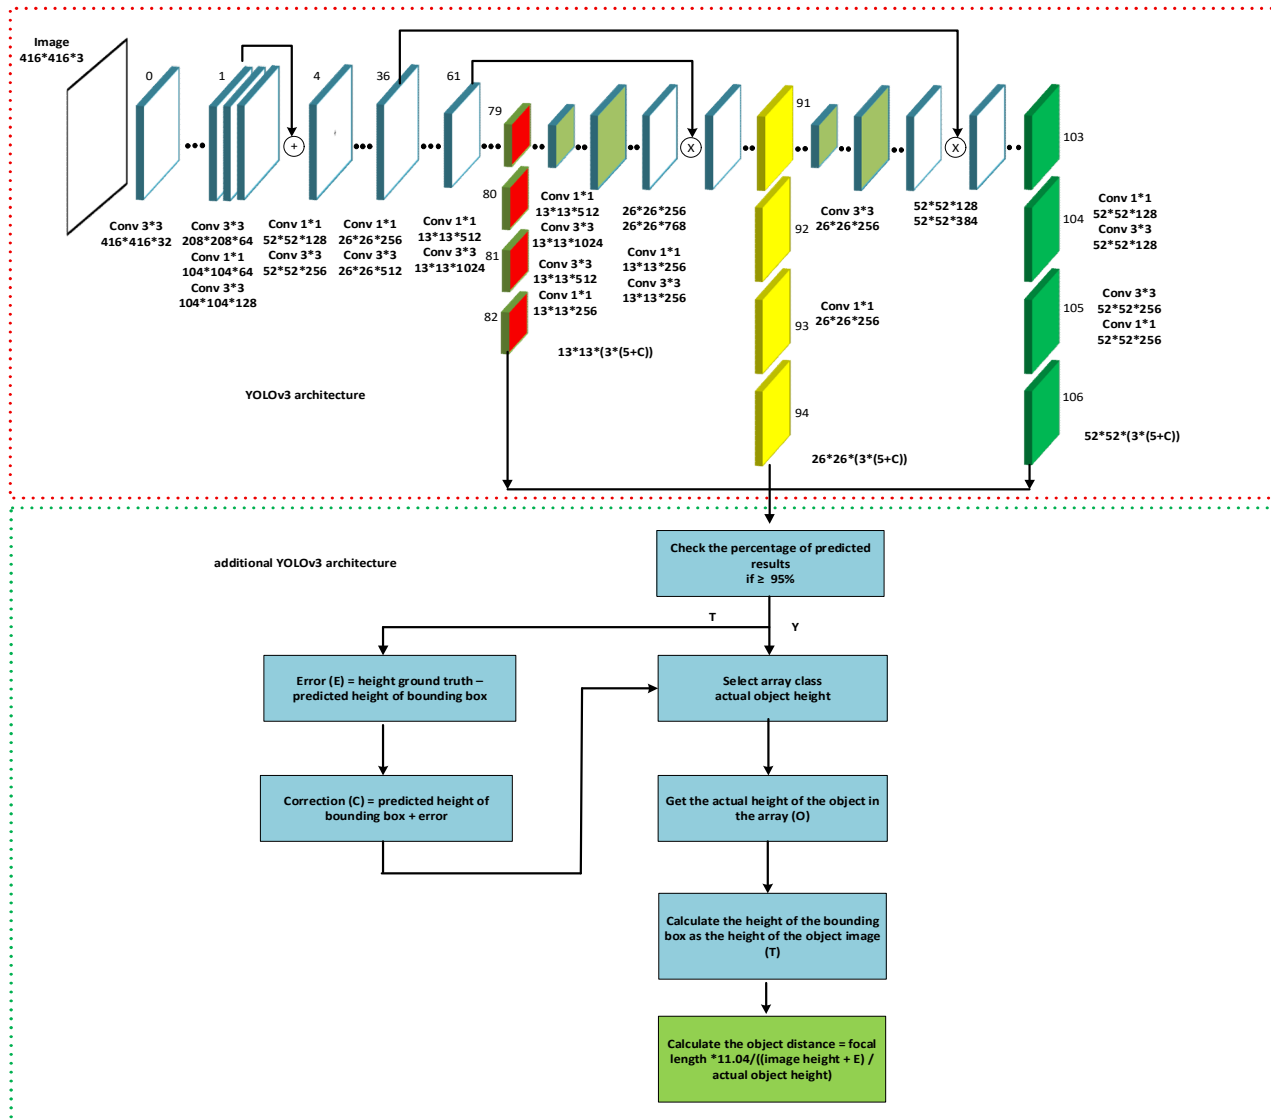 Image
416*416*3
0
1
4
36
61
79
91
103
80
92
104
81
93
105
82
94
106
+
X
X
Conv 3*3
416*416*32
Conv 3*3
208*208*64
Conv 1*1
104*104*64
Conv 3*3
104*104*128
Conv 1*1
52*52*128
Conv 3*3
52*52*256
Conv 1*1
26*26*256
Conv 3*3
26*26*512
Conv 1*1
13*13*512
Conv 3*3
13*13*1024
Conv 1*1
13*13*512
Conv 3*3
13*13*1024
Conv 3*3
13*13*512
Conv 1*1
13*13*256
13*13*(3*(5+C))
26*26*256
26*26*768
Conv 1*1
13*13*256
Conv 3*3
13*13*256
Conv 3*3
26*26*256
Conv 1*1
26*26*256
26*26*(3*(5+C))
52*52*128
52*52*384
Conv 1*1
52*52*128
Conv 3*3
52*52*128
Conv 3*3
52*52*256
Conv 1*1
52*52*256
52*52*(3*(5+C))
YOLOv3 architecture
additional YOLOv3 architecture
Check the percentage of predicted
results
if ≥ 95%
T
Y
Error (E) = height ground truth –
predicted height of bounding box
Select array class
actual object height
Correction (C) = predicted height of
bounding box + error
Get the actual height of the object in
the array (O)
Calculate the height of the bounding
box as the height of the object image
(T)
Calculate the object distance = focal
length *11.04/((image height + E) /
actual object height)